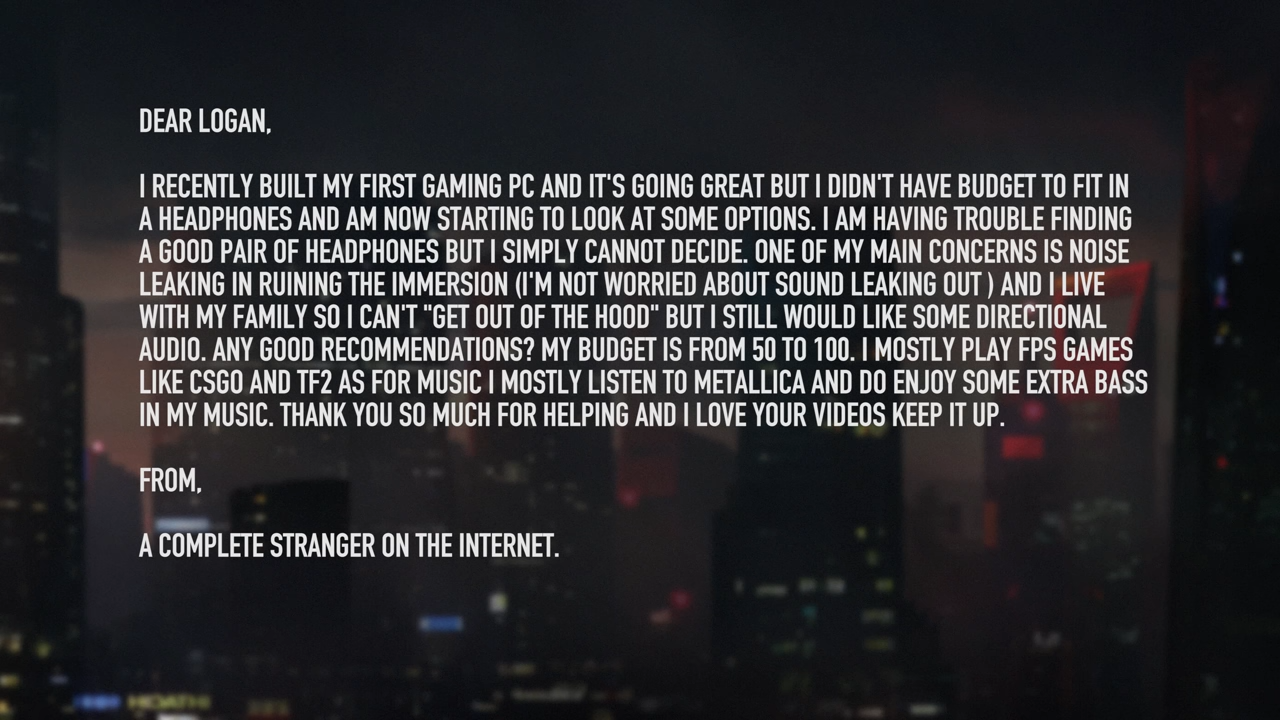 DEAR LOGAN,
I RECENTLY BUILT MY FIRST GAMING PC AND IT'S GOING GREAT BUT I DIDN'T HAVE BUDGET TO FIT IN
A HEADPHONES AND AM NOW STARTING TO LOOK AT SOME OPTIONS. I AM HAVING TROUBLE FINDING
A GOOD PAIR OF HEADPHONES BUT I SIMPLY CANNOT DECIDE. ONE OF MY MAIN CONCERNS IS NOISE
LEAKING IN RUINING THE IMMERSION (I'M NOT WORRIED ABOUT SOUND LEAKING OUT ) AND I LIVE
WITH MY FAMILY SO I CAN'T "GET OUT OF THE HOOD" BUT I STILL WOULD LIKE SOME DIRECTIONAL
AUDIO. ANY GOOD RECOMMENDATIONS? MY BUDGET IS FROM 50 TO 100. I MOSTLY PLAY FPS GAMES
LIKE CSGO AND TF2 AS FOR MUSIC I MOSTLY LISTEN TO METALLICA AND DO ENJOY SOME EXTRA BASS
IN MY MUSIC. THANK YOU SO MUCH FOR HELPING AND I LOVE YOUR VIDEOS KEEP IT UP.
FROM,
A COMPLETE STRANGER ON THE INTERNET.